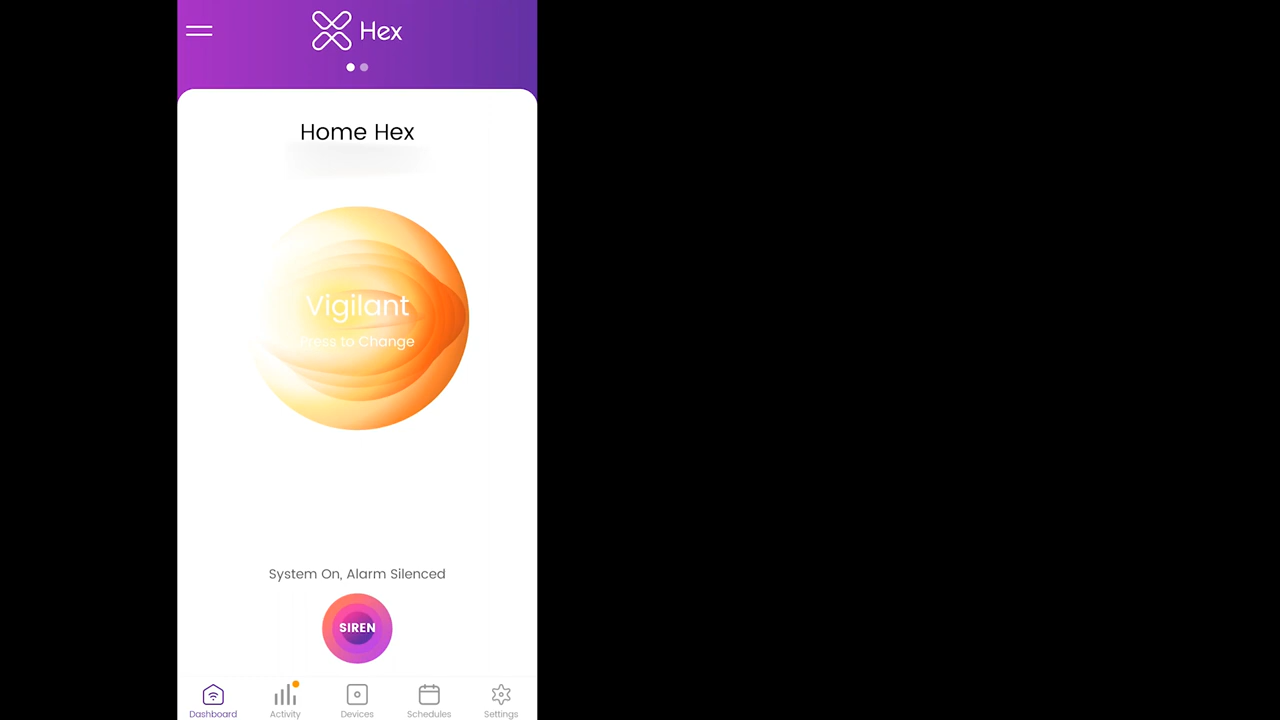 Hex
Home Hex
Vigilant
Press to Change
System On, Alarm Silenced
SIREN
Dashboard
Activity
Devices
Schedules
Settings